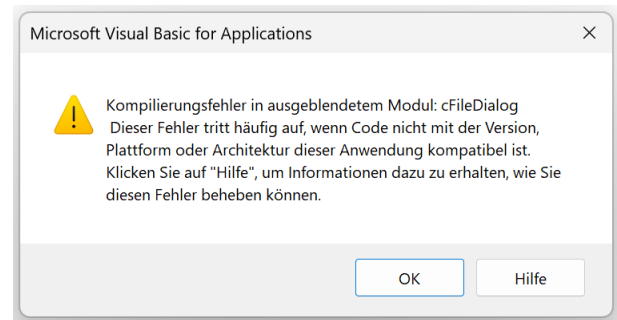 Microsoft Visual Basic for Applications
Kompilierungsfehler in ausgeblendetem Modul: cFileDialog
Dieser Fehler tritt häufig auf, wenn Code nicht mit der Version,
Plattform oder Architektur dieser Anwendung kompatibel ist.
Klicken Sie auf "Hilfe", um Informationen dazu zu erhalten, wie Sie
diesen Fehler beheben können.
OK
Hilfe